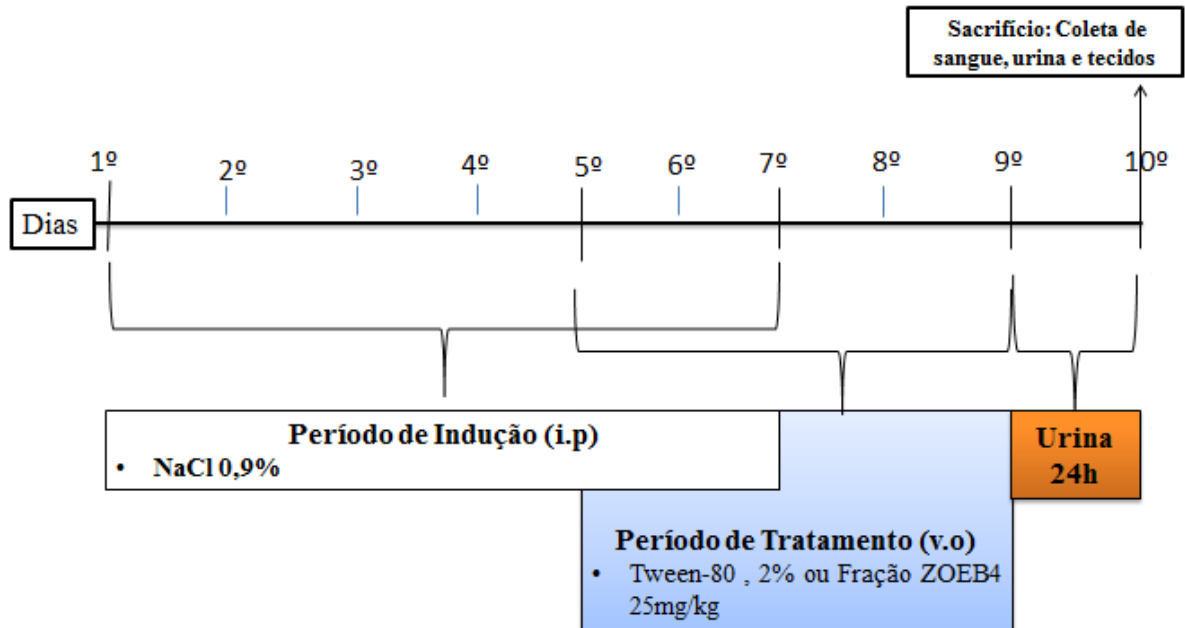 Sacrifício: Coleta de
sangue, urina e tecidos
1º 2º 3º 4º 5º 6º 7º 8º 9º 10º
Dias
Período de Indução (i.p)
• NaCl 0,9%
Urina
24h
Período de Tratamento (v.o)
• Tween-80 , 2% ou Fração ZOEB4
25mg/kg